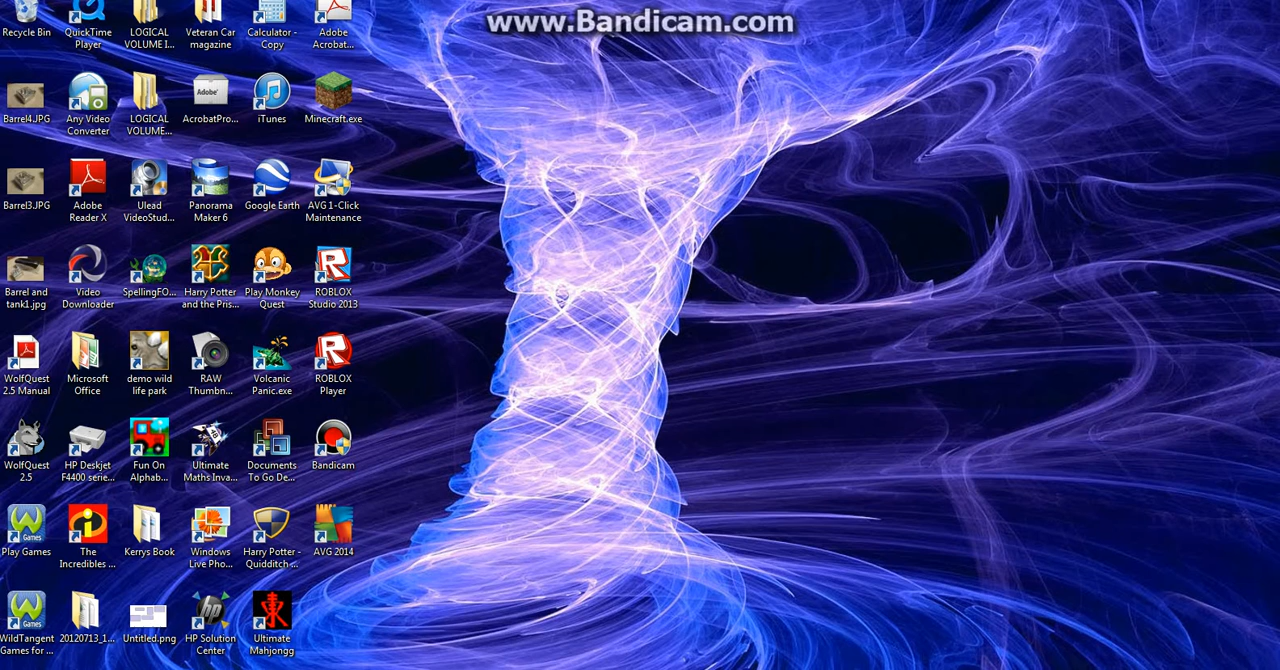 www.Bandicam.com
Recycle Bin
QuickTime
Player
LOGICAL
VOLUME I...
Veteran Car
magazine
Calculator -
Copy
Adobe
Acrobat...
Barrel4.JPG
Any Video
Converter
LOGICAL
VOLUME...
Adobe
AcrobatPro...
iTunes
Minecraft.exe
Barrel3.JPG
Adobe
Reader X
Ulead
VideoStud...
Panorama
Maker 6
Google Earth
AVG 1-Click
Maintenance
Barrel and
tank1.jpg
Video
Downloader
SpellingFO...
Harry Potter
and the Pris...
Play Monkey
Quest
ROBLOX
Studio 2013
WolfQuest
2.5 Manual
Microsoft
Office
demo wild
life park
RAW
Thumbn...
Volcanic
Panic.exe
ROBLOX
Player
WolfQuest
2.5
HP Deskjet
F4400 serie...
Fun On
Alphab...
Ultimate
Maths Inva...
Documents
To Go De...
Bandicam
Games
Play Games
The
Incredibles ...
Kerrys Book
Windows
Live Pho...
Harry Potter -
Quidditch ...
AVG 2014
Games
WildTangent
Games for ...
20120713_1...
Untitled.png
hp
HP Solution
Center
Ultimate
Mahjongg